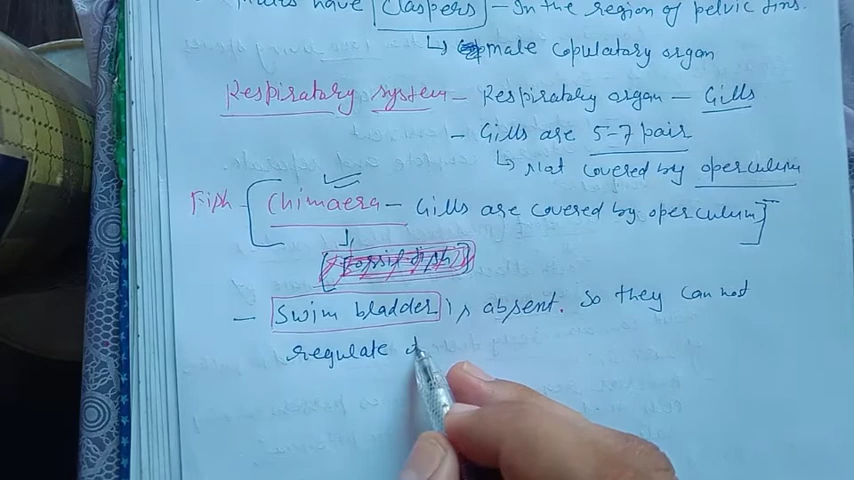 Males have [Claspers] - In the region of pelvic fins.
↳ male copulatory organ
Respiratory system - Respiratory organ - Gills
- Gills are 5-7 pair
↳ Not covered by operculum
Fish - [Chimaera - Gills are covered by operculum]
- Swim bladder is absent. So they can not
regulate